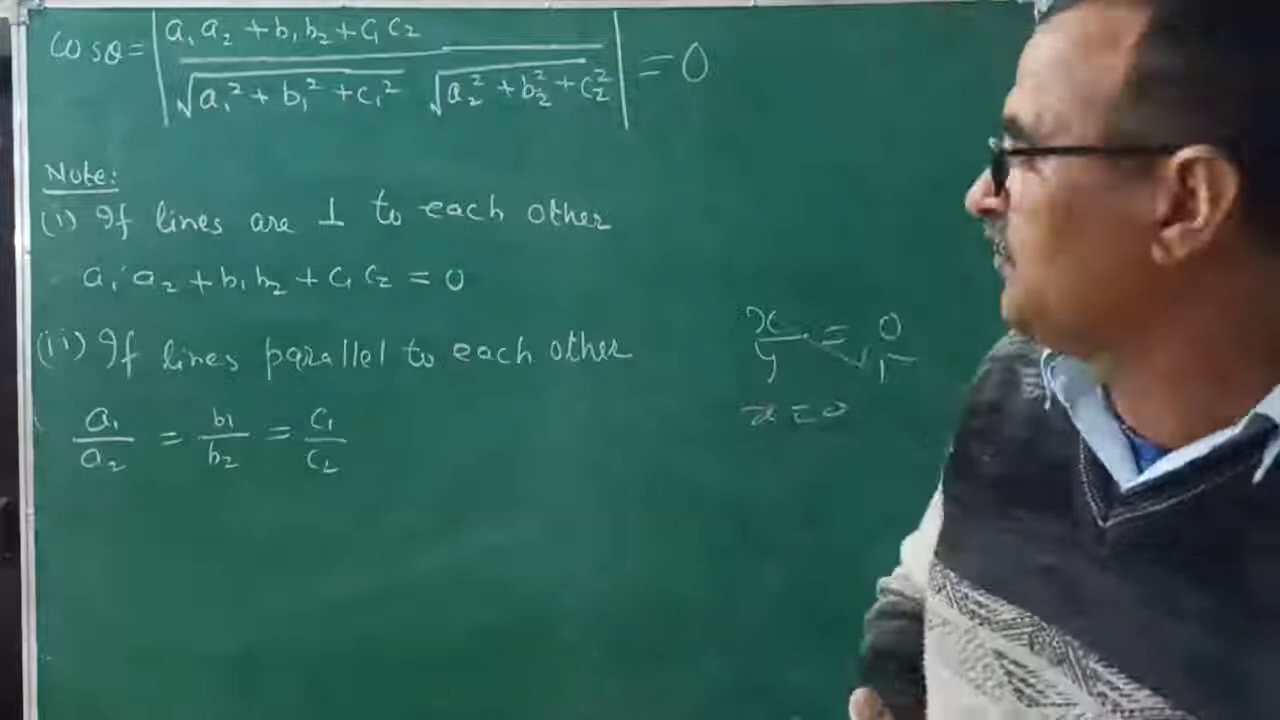 cosθ = | a₁a₂ + b₁b₂ + c₁c₂ / √a₁² + b₁² + c₁² √a₂² + b₂² + c₂² | = 0
Note:
(i) If lines are ⊥ to each other
a₁a₂ + b₁b₂ + c₁c₂ = 0
(ii) If lines parallel to each other
a₁/a₂ = b₁/b₂ = c₁/c₂
x/y = 0/1
x = 0